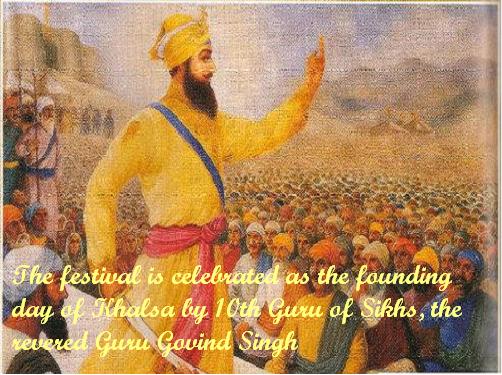 The festival is celebrated as the founding
day of Khalsa by 10th Guru of Sikhs, the
revered Guru Govind Singh